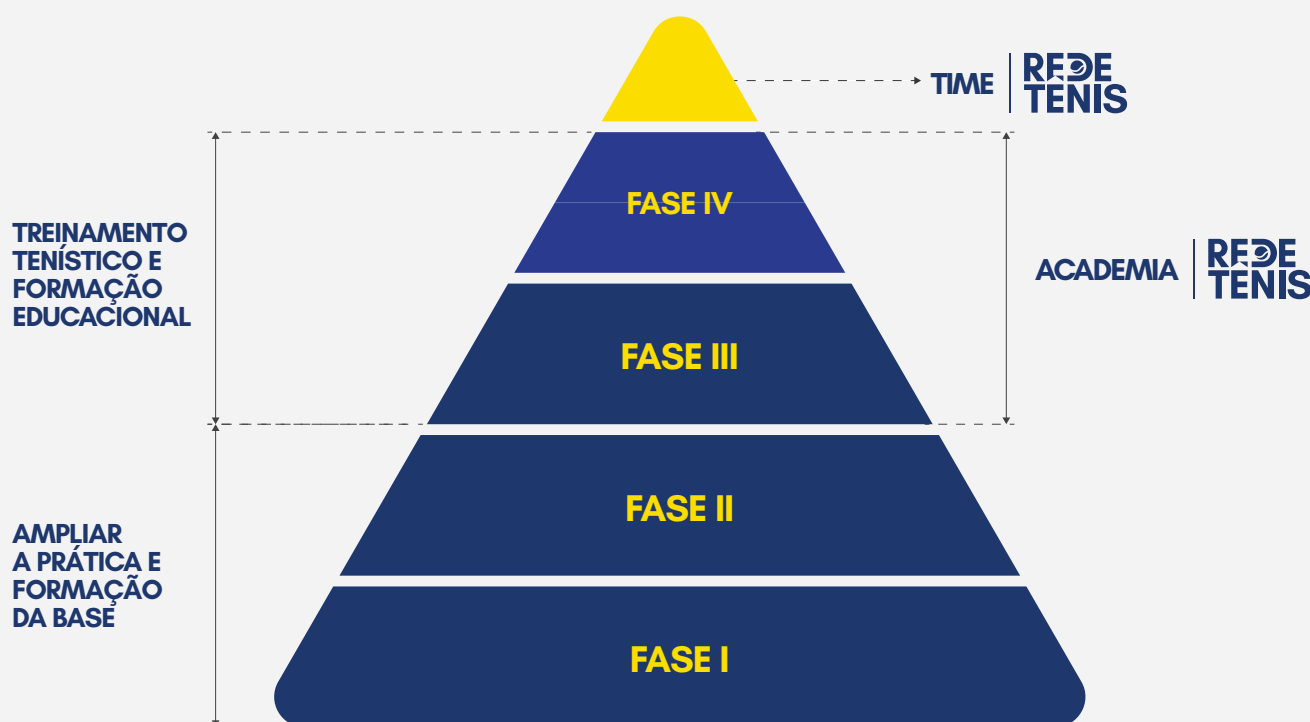 TIME
REDE
TÊNIS
FASE IV
TREINAMENTO
TENÍSTICO E
FORMAÇÃO
EDUCACIONAL
ACADEMIA
REDE
TÊNIS
FASE III
FASE II
AMPLIAR
A PRÁTICA E
FORMAÇÃO
DA BASE
FASE I